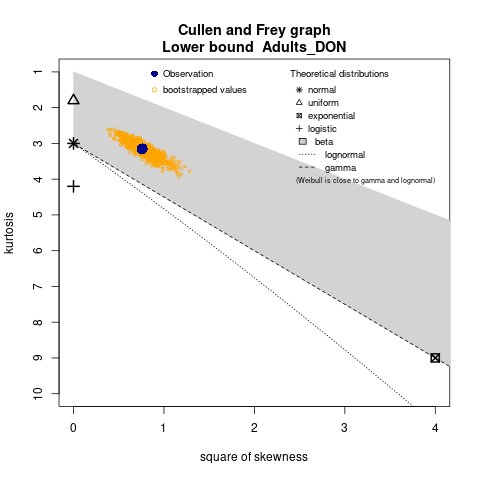 Cullen and Frey graph
Lower bound  Adults_DON
Observation
bootstrapped values
Theoretical distributions
normal
uniform
exponential
logistic
beta
lognormal
gamma
(Weibull is close to gamma and lognormal)
kurtosis
1
2
3
4
5
6
7
8
9
10
0 1 2 3 4
square of skewness